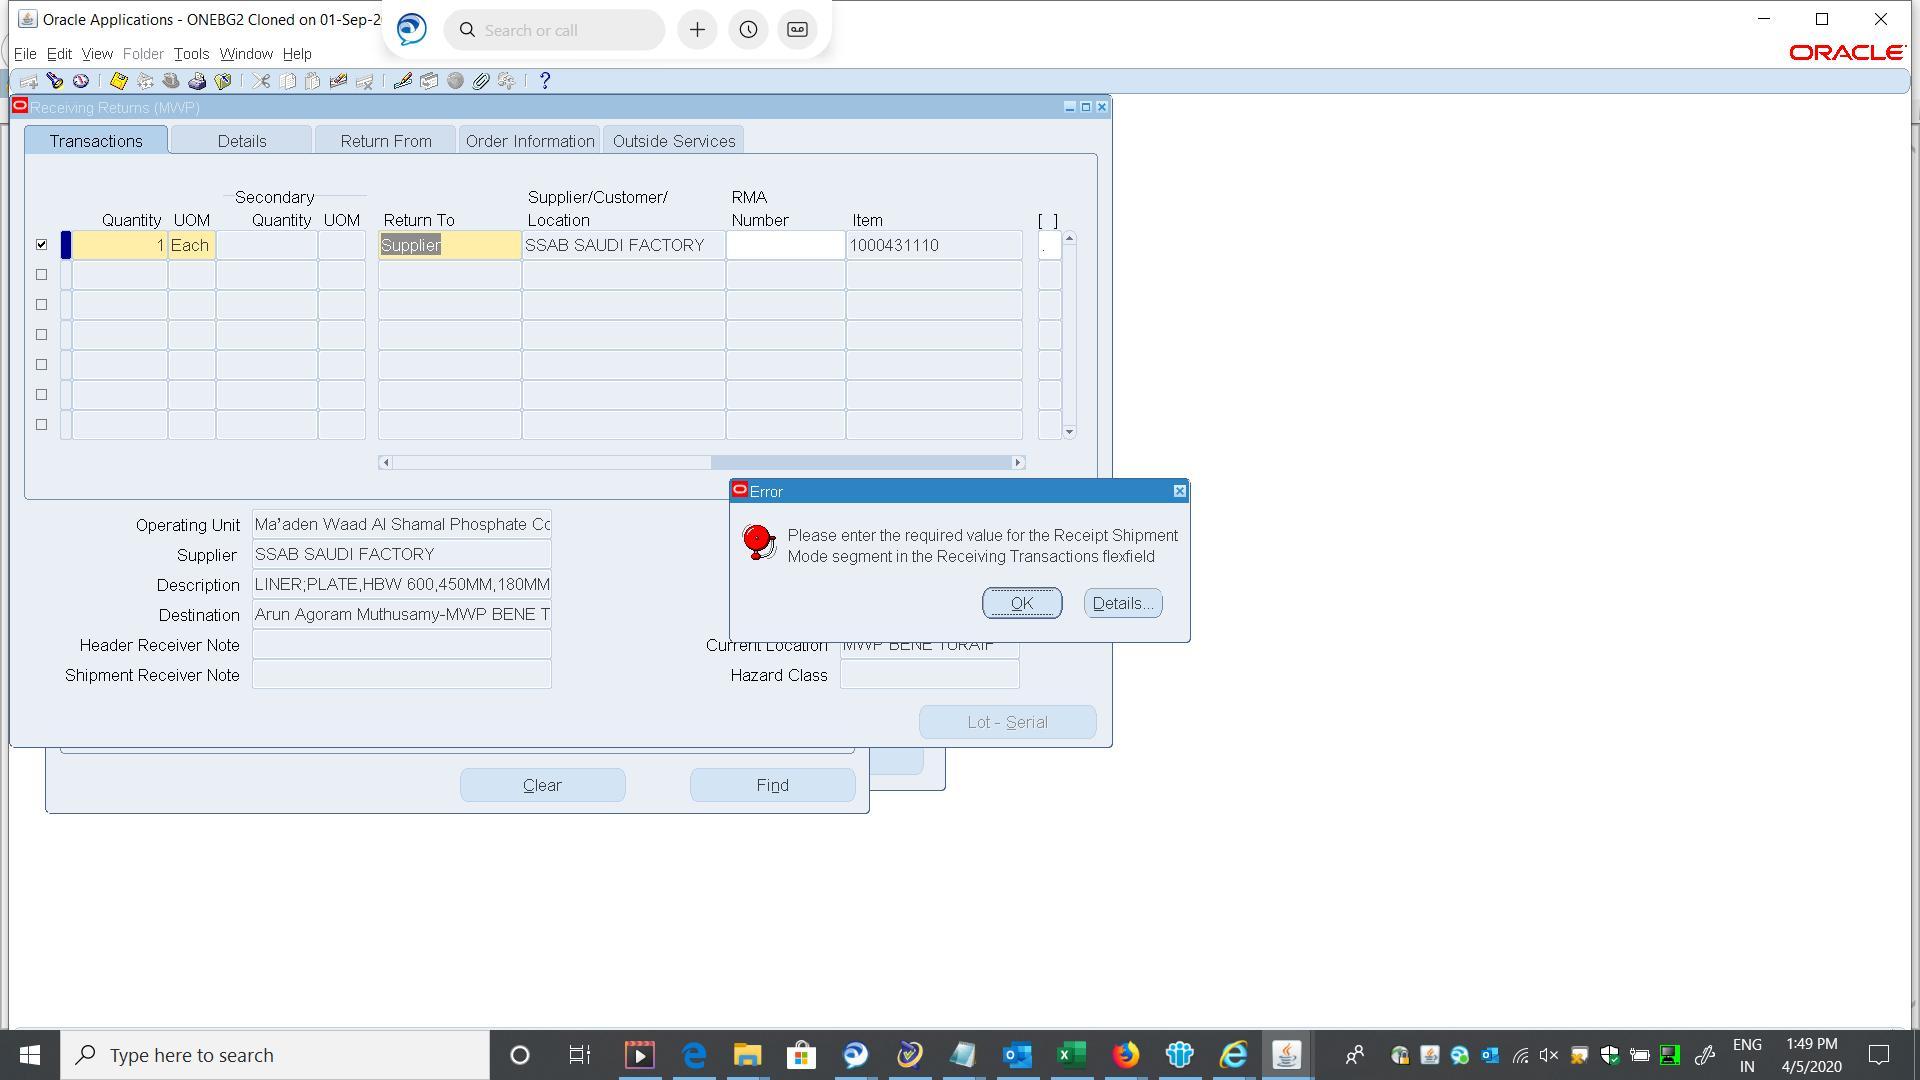 Oracle Applications - ONEBG2 Cloned on 01-Sep-2
Search or call
File Edit View Folder Tools Window Help
ORACLE
Receiving Returns (MWP)
Transactions Details Return From Order Information Outside Services
Secondary Supplier/Customer/ RMA
Quantity UOM Quantity UOM Return To Location Number Item [ ]
1 Each Supplier SSAB SAUDI FACTORY 1000431110 .
Error
Please enter the required value for the Receipt Shipment
Mode segment in the Receiving Transactions flexfield
OK Details...
Operating Unit Ma'aden Waad Al Shamal Phosphate Cc
Supplier SSAB SAUDI FACTORY
Description LINER;PLATE,HBW 600,450MM,180MM
Destination Arun Agoram Muthusamy-MWP BENE T
Header Receiver Note Current Location MWP BENE TURAIF
Shipment Receiver Note Hazard Class
Lot - Serial
Clear Find
Type here to search
ENG 1:49 PM
IN 4/5/2020